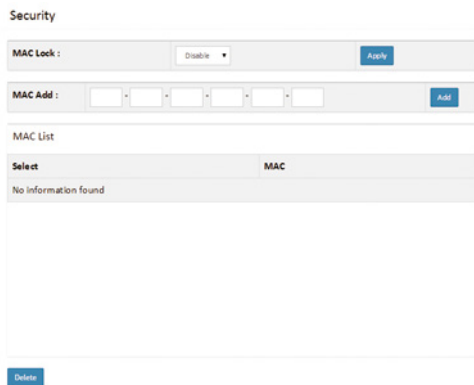 Security
MAC Lock : Disable Apply
MAC Add : - - - - - Add
MAC List
Select MAC
No information found
Delete